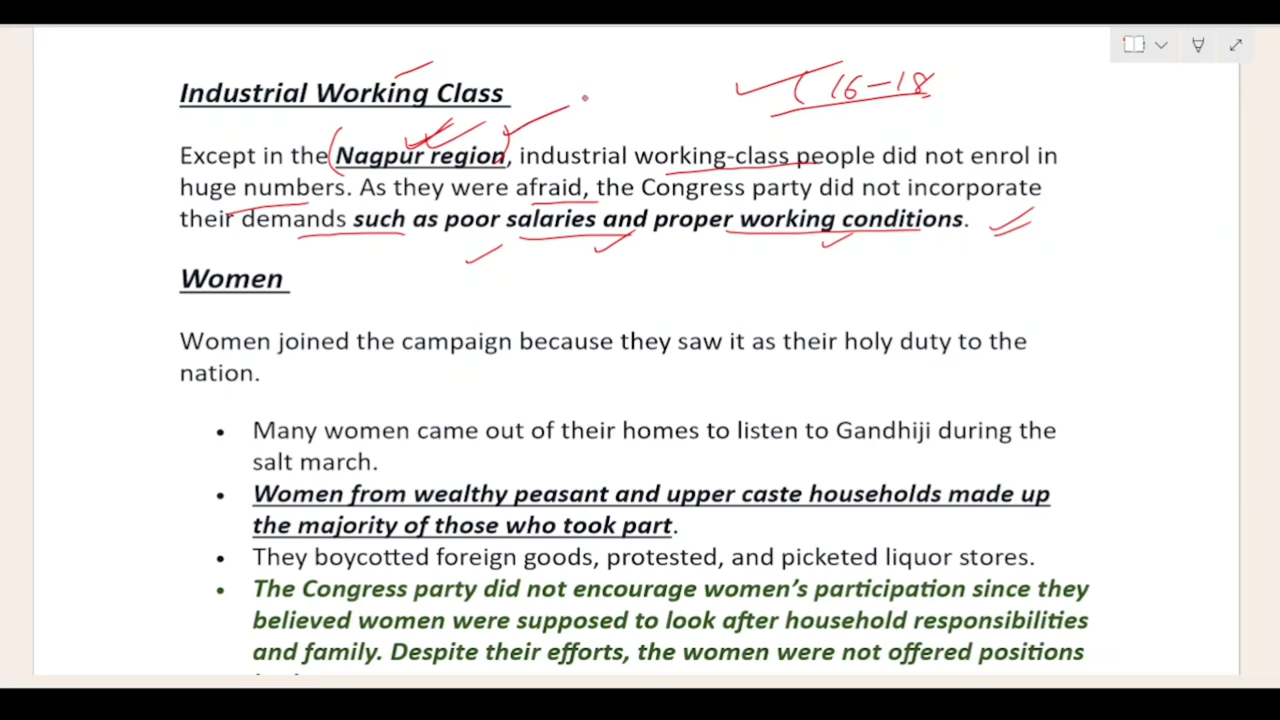 Industrial Working Class
( 16-18
Except in the Nagpur region, industrial working-class people did not enrol in
huge numbers. As they were afraid, the Congress party did not incorporate
their demands such as poor salaries and proper working conditions.
Women
Women joined the campaign because they saw it as their holy duty to the
nation.
• Many women came out of their homes to listen to Gandhiji during the
salt march.
• Women from wealthy peasant and upper caste households made up
the majority of those who took part.
• They boycotted foreign goods, protested, and picketed liquor stores.
• The Congress party did not encourage women’s participation since they
believed women were supposed to look after household responsibilities
and family. Despite their efforts, the women were not offered positions